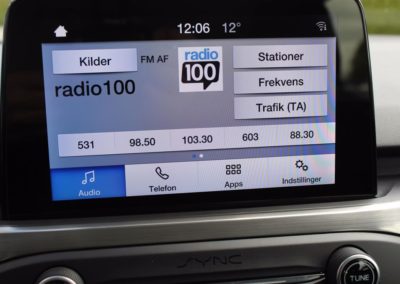 12:06 12°
Kilder
FM AF
radio
100
Stationer
radio100
Frekvens
Trafik (TA)
531 98.50 103.30 603 88.30
Audio Telefon Apps Indstillinger
SYNC
TUNE